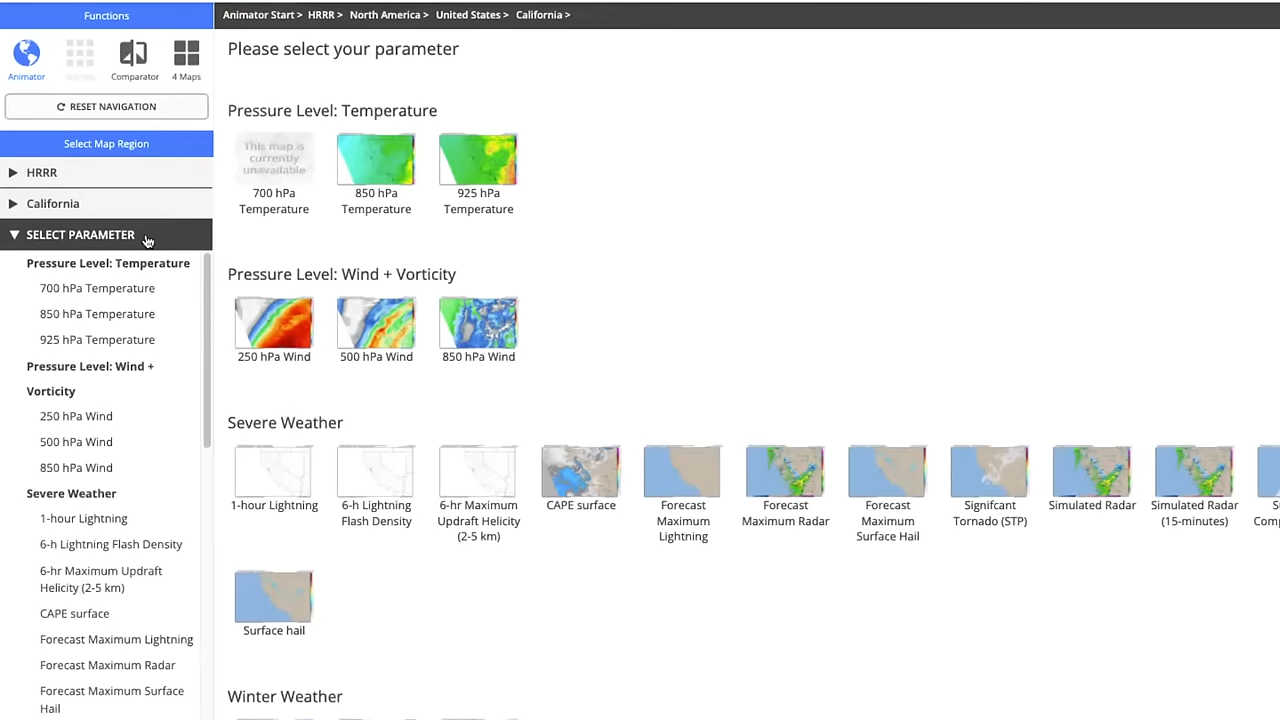 Functions
Animator
Comparator
4 Maps
RESET NAVIGATION
Select Map Region
HRRR
California
SELECT PARAMETER
Pressure Level: Temperature
700 hPa Temperature
850 hPa Temperature
925 hPa Temperature
Pressure Level: Wind +
Vorticity
250 hPa Wind
500 hPa Wind
850 hPa Wind
Severe Weather
1-hour Lightning
6-h Lightning Flash Density
6-hr Maximum Updraft
Helicity (2-5 km)
CAPE surface
Forecast Maximum Lightning
Forecast Maximum Radar
Forecast Maximum Surface
Hail
Animator Start > HRRR > North America > United States > California >
Please select your parameter
Pressure Level: Temperature
This map is
currently
unavailable
700 hPa
Temperature
850 hPa
Temperature
925 hPa
Temperature
Pressure Level: Wind + Vorticity
250 hPa Wind
500 hPa Wind
850 hPa Wind
Severe Weather
1-hour Lightning
6-h Lightning
Flash Density
6-hr Maximum
Updraft Helicity
(2-5 km)
CAPE surface
Forecast
Maximum
Lightning
Forecast
Maximum Radar
Forecast
Maximum
Surface Hail
Signifcant
Tornado (STP)
Simulated Radar
Simulated Radar
(15-minutes)
Surface hail
Winter Weather